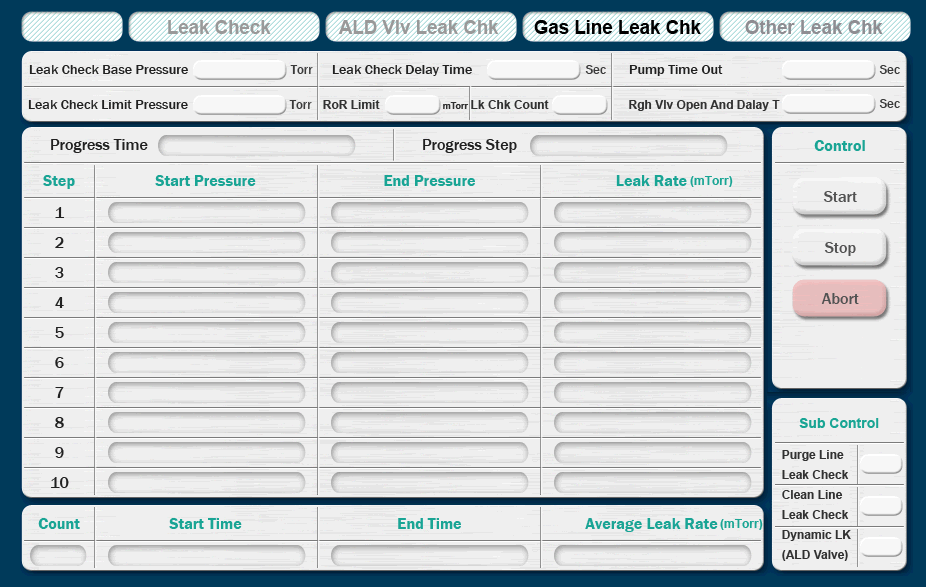 Leak Check
ALD Vlv Leak Chk
Gas Line Leak Chk
Other Leak Chk
Leak Check Base Pressure Torr
Leak Check Delay Time Sec
Pump Time Out Sec
Leak Check Limit Pressure Torr
RoR Limit mTorr
Lk Chk Count
Rgh Vlv Open And Dalay T Sec
Progress Time
Progress Step
Step Start Pressure End Pressure Leak Rate (mTorr)
1
2
3
4
5
6
7
8
9
10
Count Start Time End Time Average Leak Rate (mTorr)
Control
Start
Stop
Abort
Sub Control
Purge Line
Leak Check
Clean Line
Leak Check
Dynamic LK
(ALD Valve)